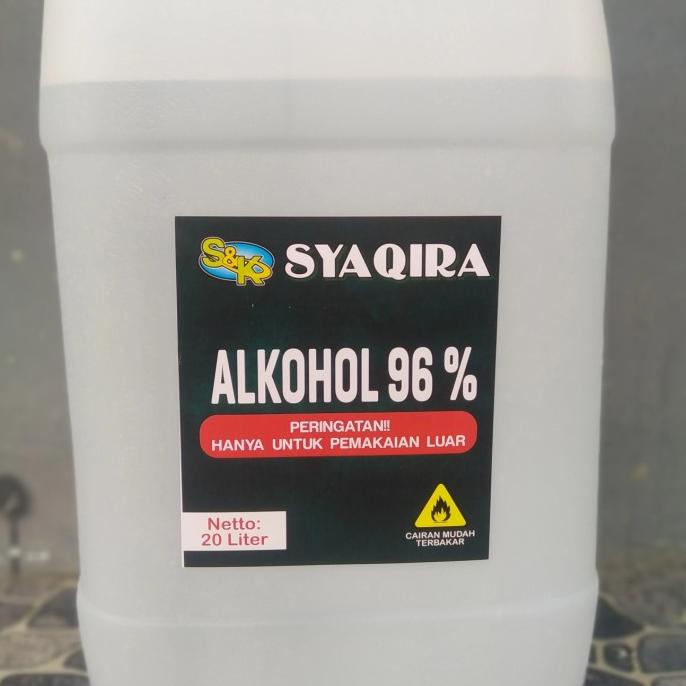 S&K SYAQIRA
ALKOHOL 96 %
PERINGATAN!!
HANYA UNTUK PEMAKAIAN LUAR
Netto:
20 Liter
CAIRAN MUDAH
TERBAKAR